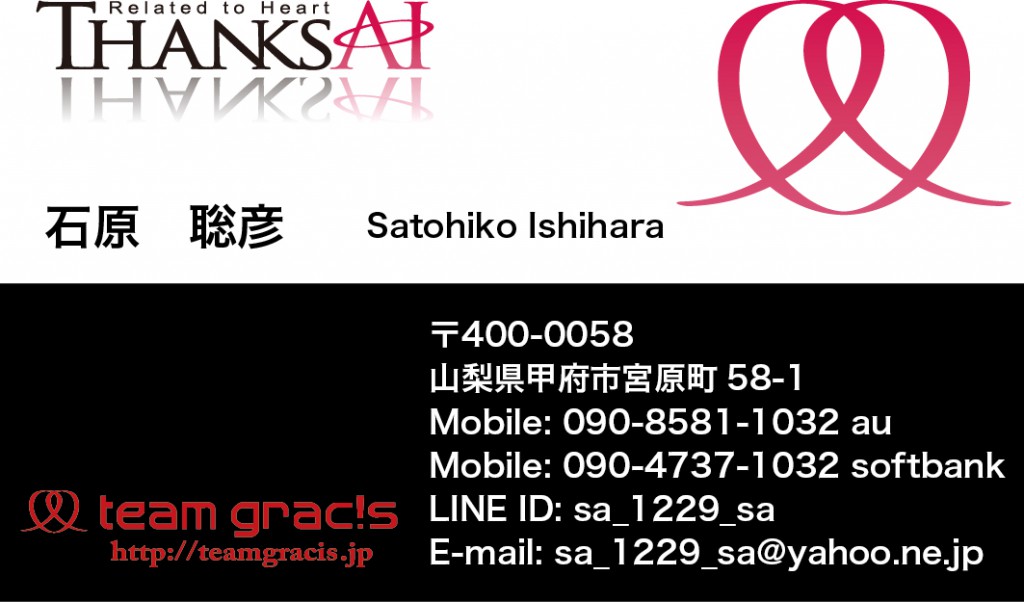 Related to Heart
THANKSAI
石原　聡彦　Satohiko Ishihara
〒400-0058
山梨県甲府市宮原町 58-1
Mobile: 090-8581-1032 au
Mobile: 090-4737-1032 softbank
LINE ID: sa_1229_sa
E-mail: sa_1229_sa@yahoo.ne.jp
team grac!s
http://teamgracis.jp